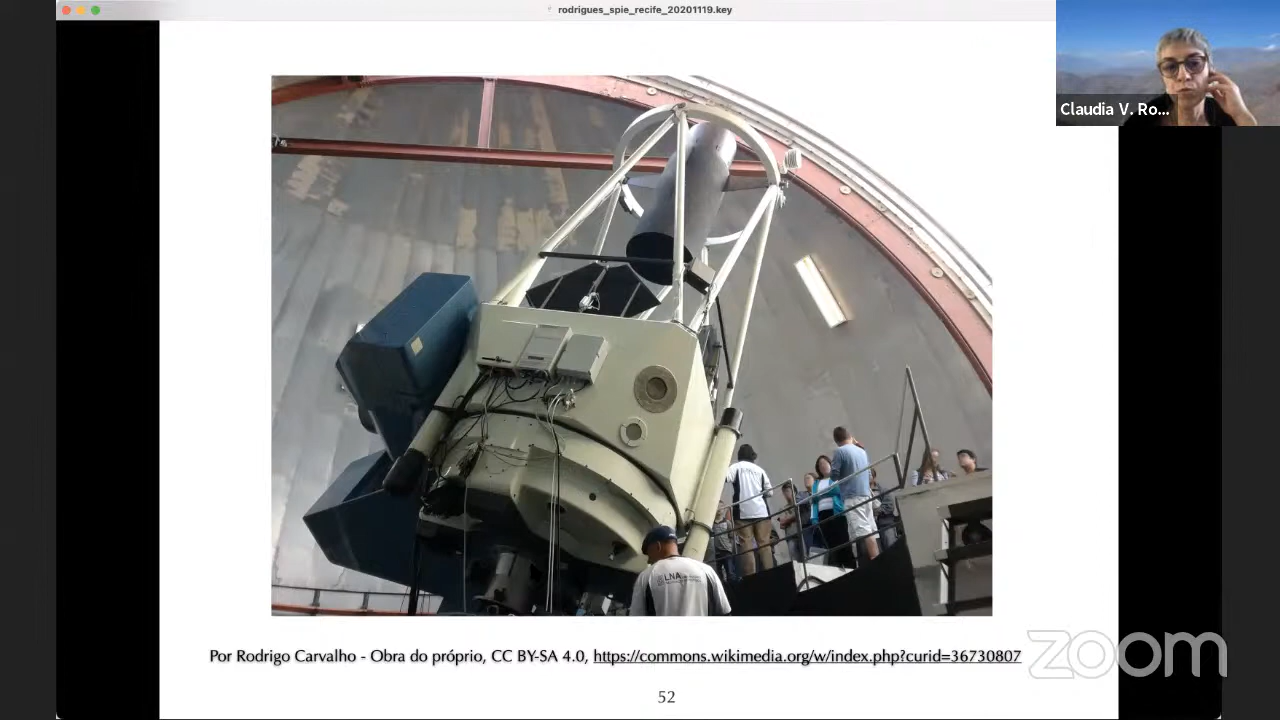 rodrigues_spie_recife_20201119.key
Claudia V. Ro...
LNA
Por Rodrigo Carvalho - Obra do próprio, CC BY-SA 4.0, https://commons.wikimedia.org/w/index.php?curid=36730807
zoom
52